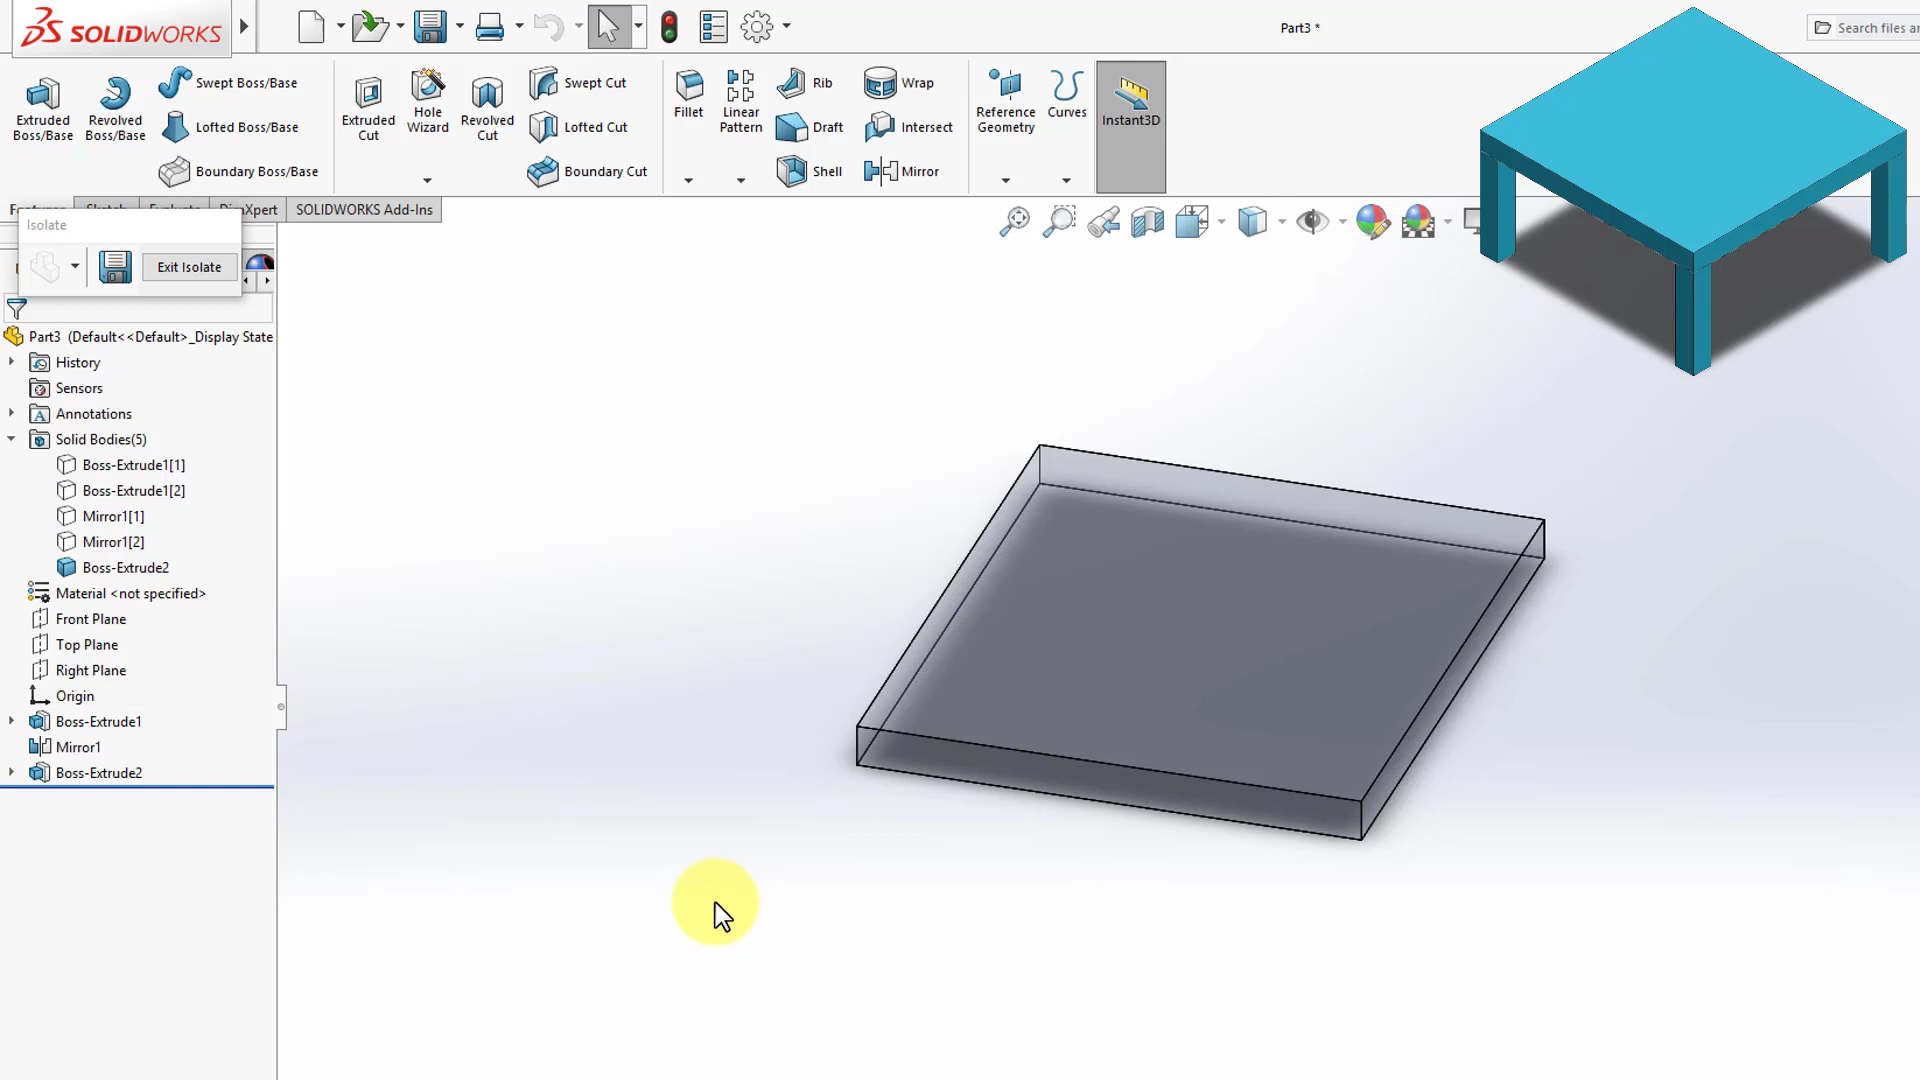 SOLIDWORKS
Part3 *
Search files an
Extruded Boss/Base
Revolved Boss/Base
Swept Boss/Base
Lofted Boss/Base
Boundary Boss/Base
Extruded Cut
Hole Wizard
Revolved Cut
Swept Cut
Lofted Cut
Boundary Cut
Fillet
Linear Pattern
Rib
Draft
Shell
Wrap
Intersect
Mirror
Reference Geometry
Curves
Instant3D
SOLIDWORKS Add-Ins
Isolate
Exit Isolate
Part3 (Default<<Default>_Display State
History
Sensors
Annotations
Solid Bodies(5)
Boss-Extrude1[1]
Boss-Extrude1[2]
Mirror1[1]
Mirror1[2]
Boss-Extrude2
Material <not specified>
Front Plane
Top Plane
Right Plane
Origin
Boss-Extrude1
Mirror1
Boss-Extrude2